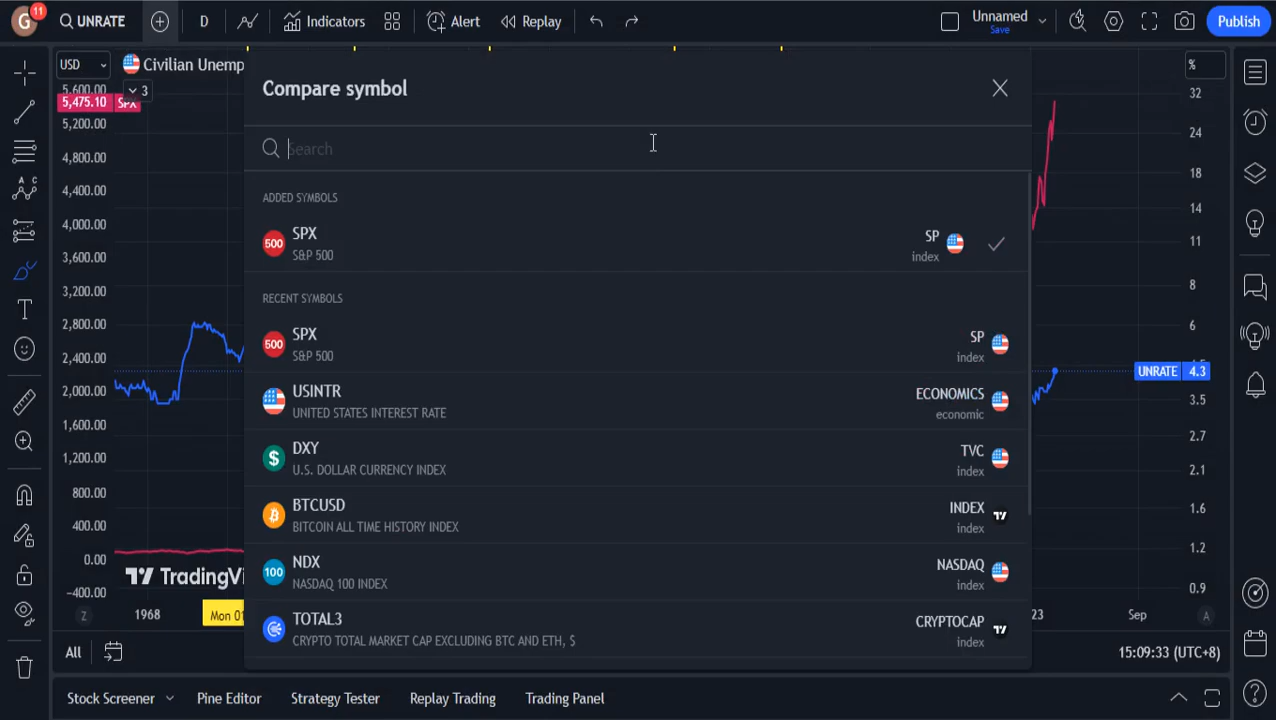 G
11
UNRATE
D
Indicators
Alert
Replay
Unnamed
Save
Publish
USD
Civilian Unemp
%
5,600.00
3
5,475.10 SPX
5,200.00
4,800.00
4,400.00
4,000.00
3,600.00
3,200.00
2,800.00
2,400.00
2,000.00
1,600.00
1,200.00
800.00
400.00
0.00
−400.00
Compare symbol
Search
ADDED SYMBOLS
500
SPX
S&P 500
SP
index
RECENT SYMBOLS
500
SPX
S&P 500
SP
index
USINTR
UNITED STATES INTEREST RATE
ECONOMICS
economic
DXY
U.S. DOLLAR CURRENCY INDEX
TVC
index
BTCUSD
BITCOIN ALL TIME HISTORY INDEX
INDEX
index
100
NDX
NASDAQ 100 INDEX
NASDAQ
index
TOTAL3
CRYPTO TOTAL MARKET CAP EXCLUDING BTC AND ETH, $
CRYPTOCAP
index
32
24
18
14
11
8
6
UNRATE 4.3
3.5
2.7
2.1
1.6
1.2
0.9
TradingVi
Z
1968
Mon 01
23
Sep
A
All
15:09:33 (UTC+8)
Stock Screener
Pine Editor
Strategy Tester
Replay Trading
Trading Panel